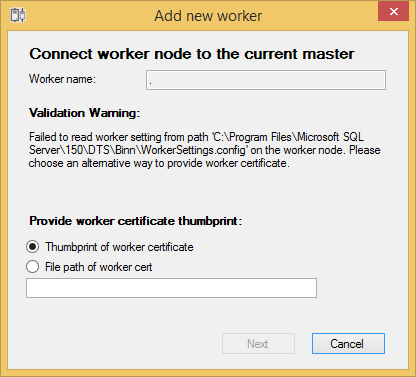 Add new worker
Connect worker node to the current master
Worker name:
.
Validation Warning:
Failed to read worker setting from path 'C:\Program Files\Microsoft SQL
Server\150\DTS\Binn\WorkerSettings.config' on the worker node. Please
choose an alternative way to provide worker certificate.
Provide worker certificate thumbprint:
Thumbprint of worker certificate
File path of worker cert
Next
Cancel